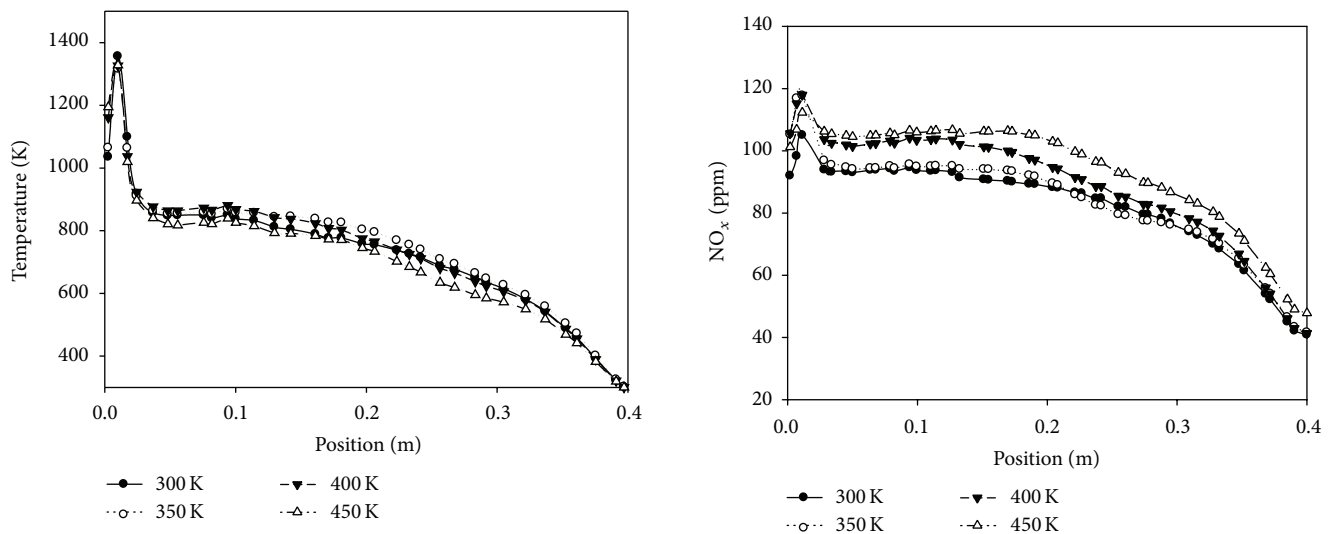 1400
1200
1000
800
600
400
Temperature (K)
0.0 0.1 0.2 0.3 0.4
Position (m)
300 K 400 K
350 K 450 K
140
120
100
80
60
40
20
NOx (ppm)
0.0 0.1 0.2 0.3 0.4
Position (m)
300 K 400 K
350 K 450 K